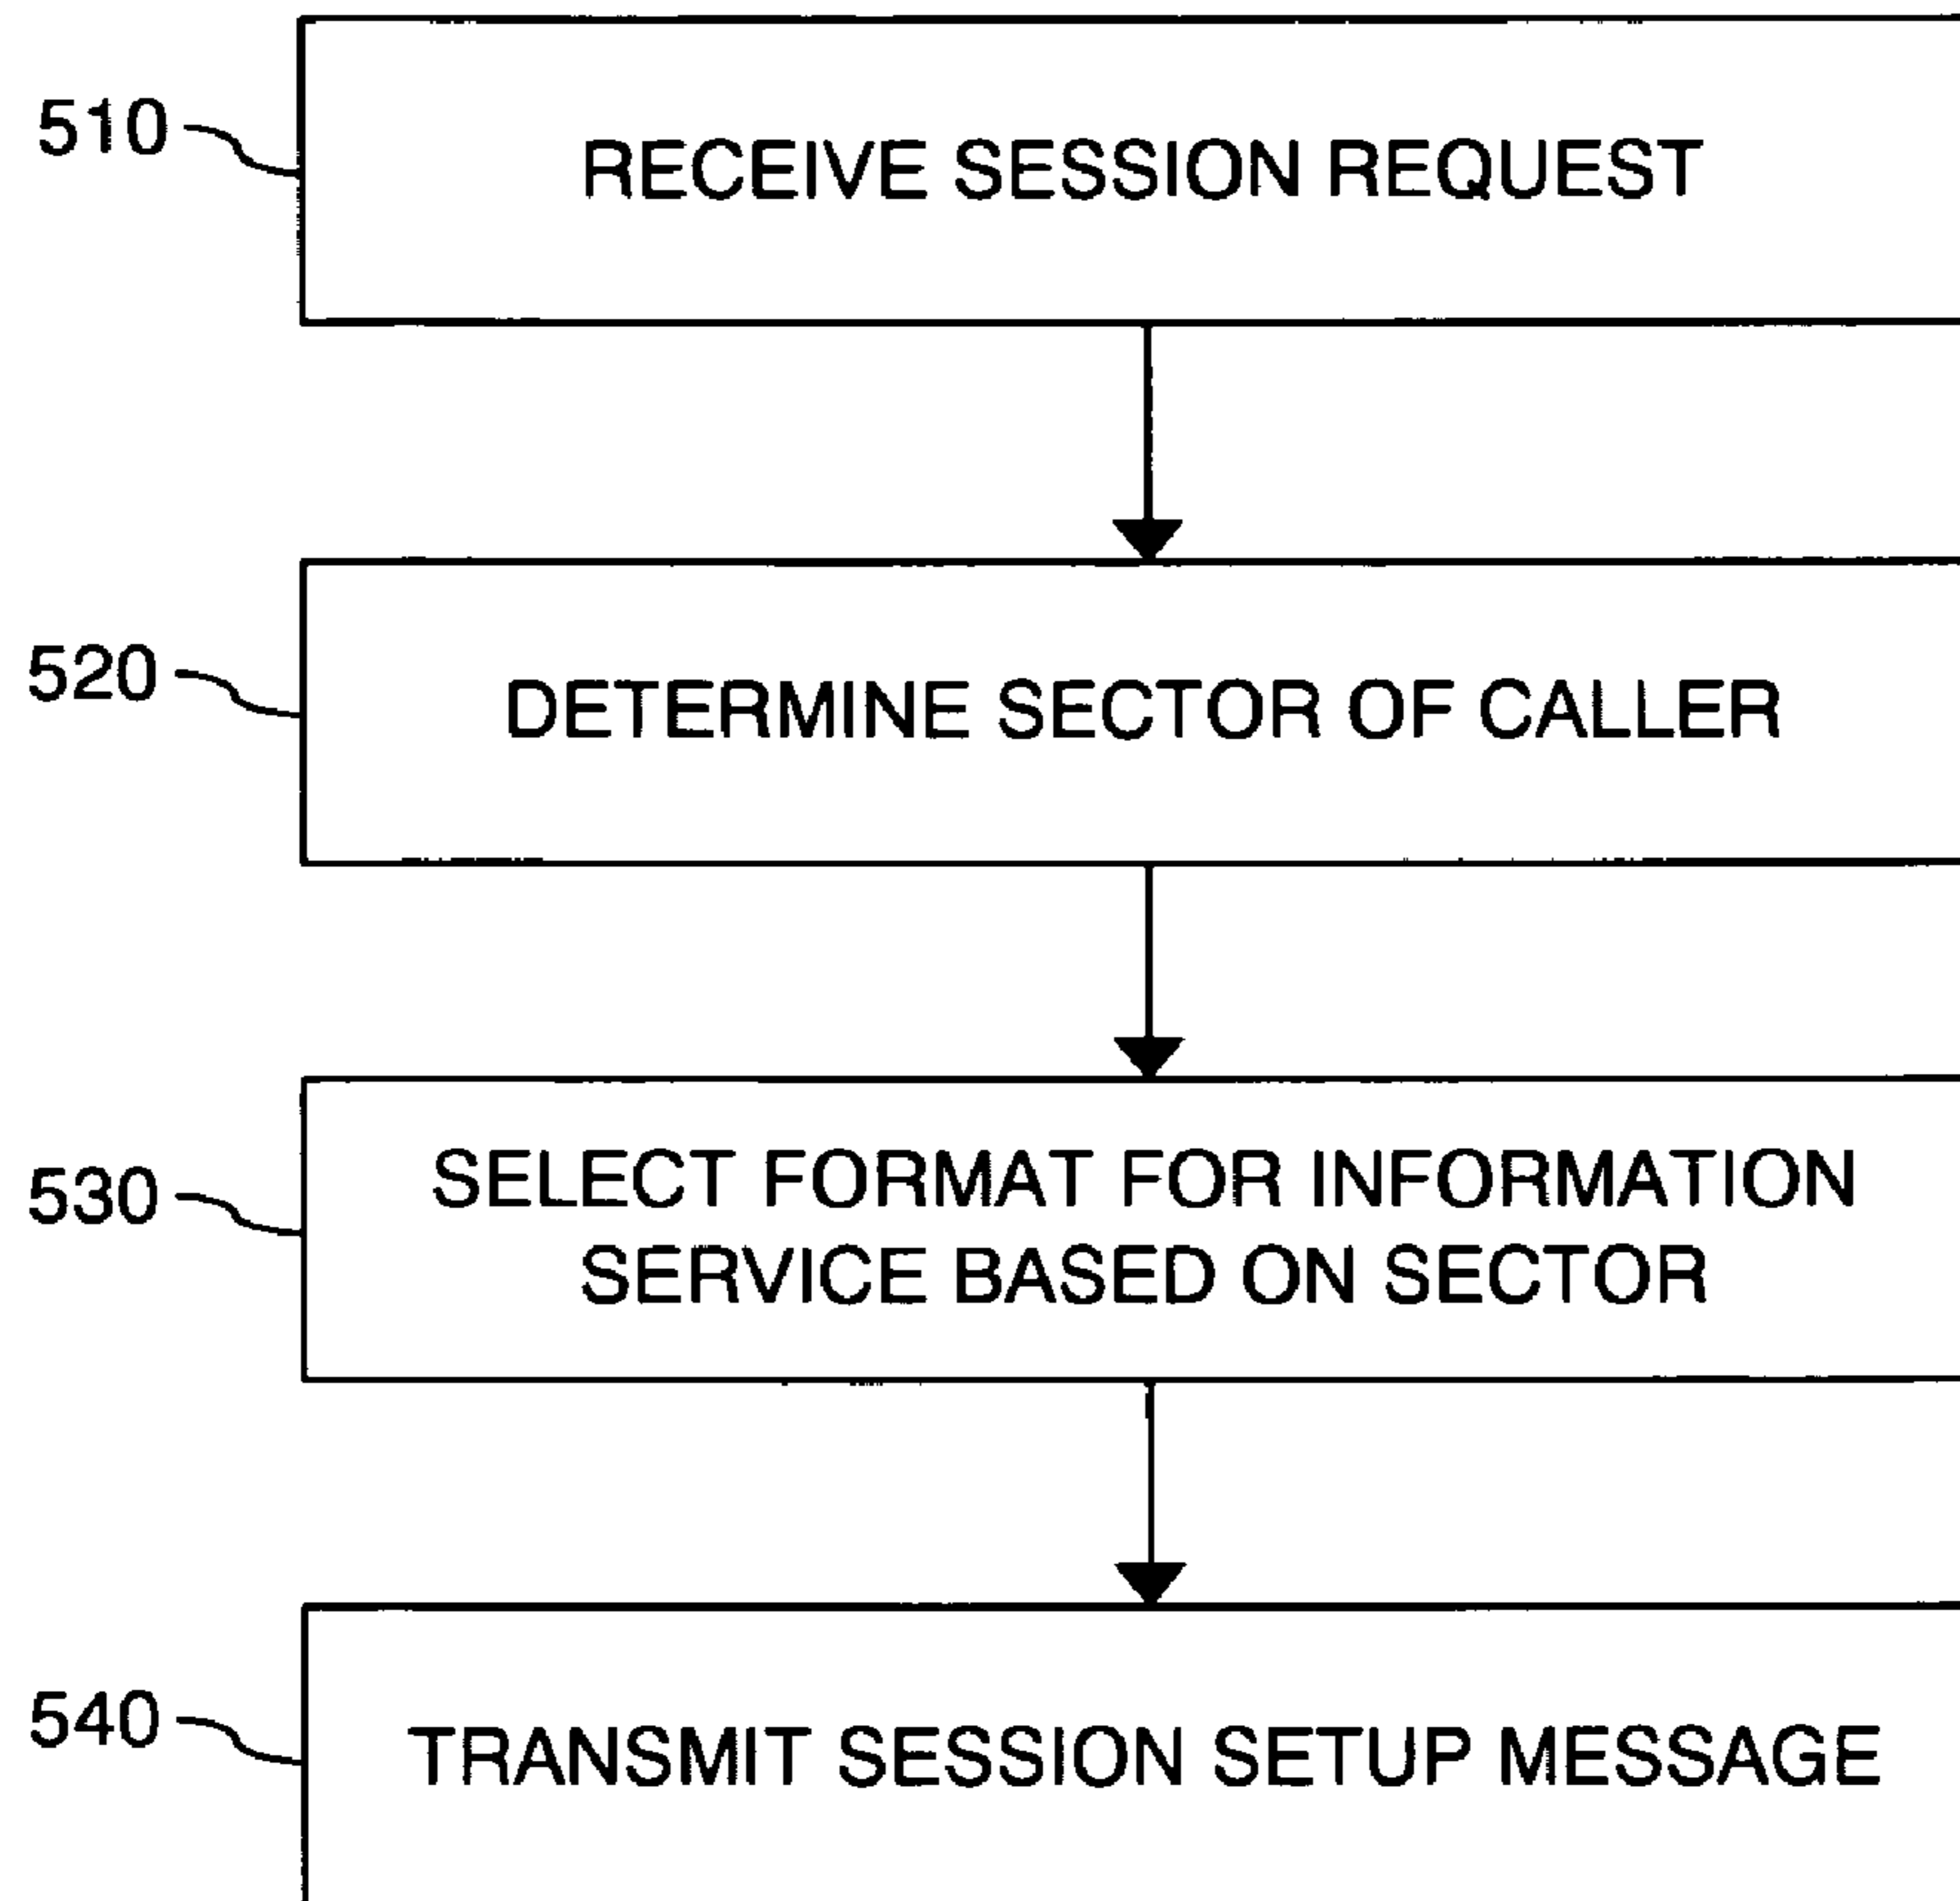 510
RECEIVE SESSION REQUEST
520
DETERMINE SECTOR OF CALLER
530
SELECT FORMAT FOR INFORMATION
SERVICE BASED ON SECTOR
540
TRANSMIT SESSION SETUP MESSAGE